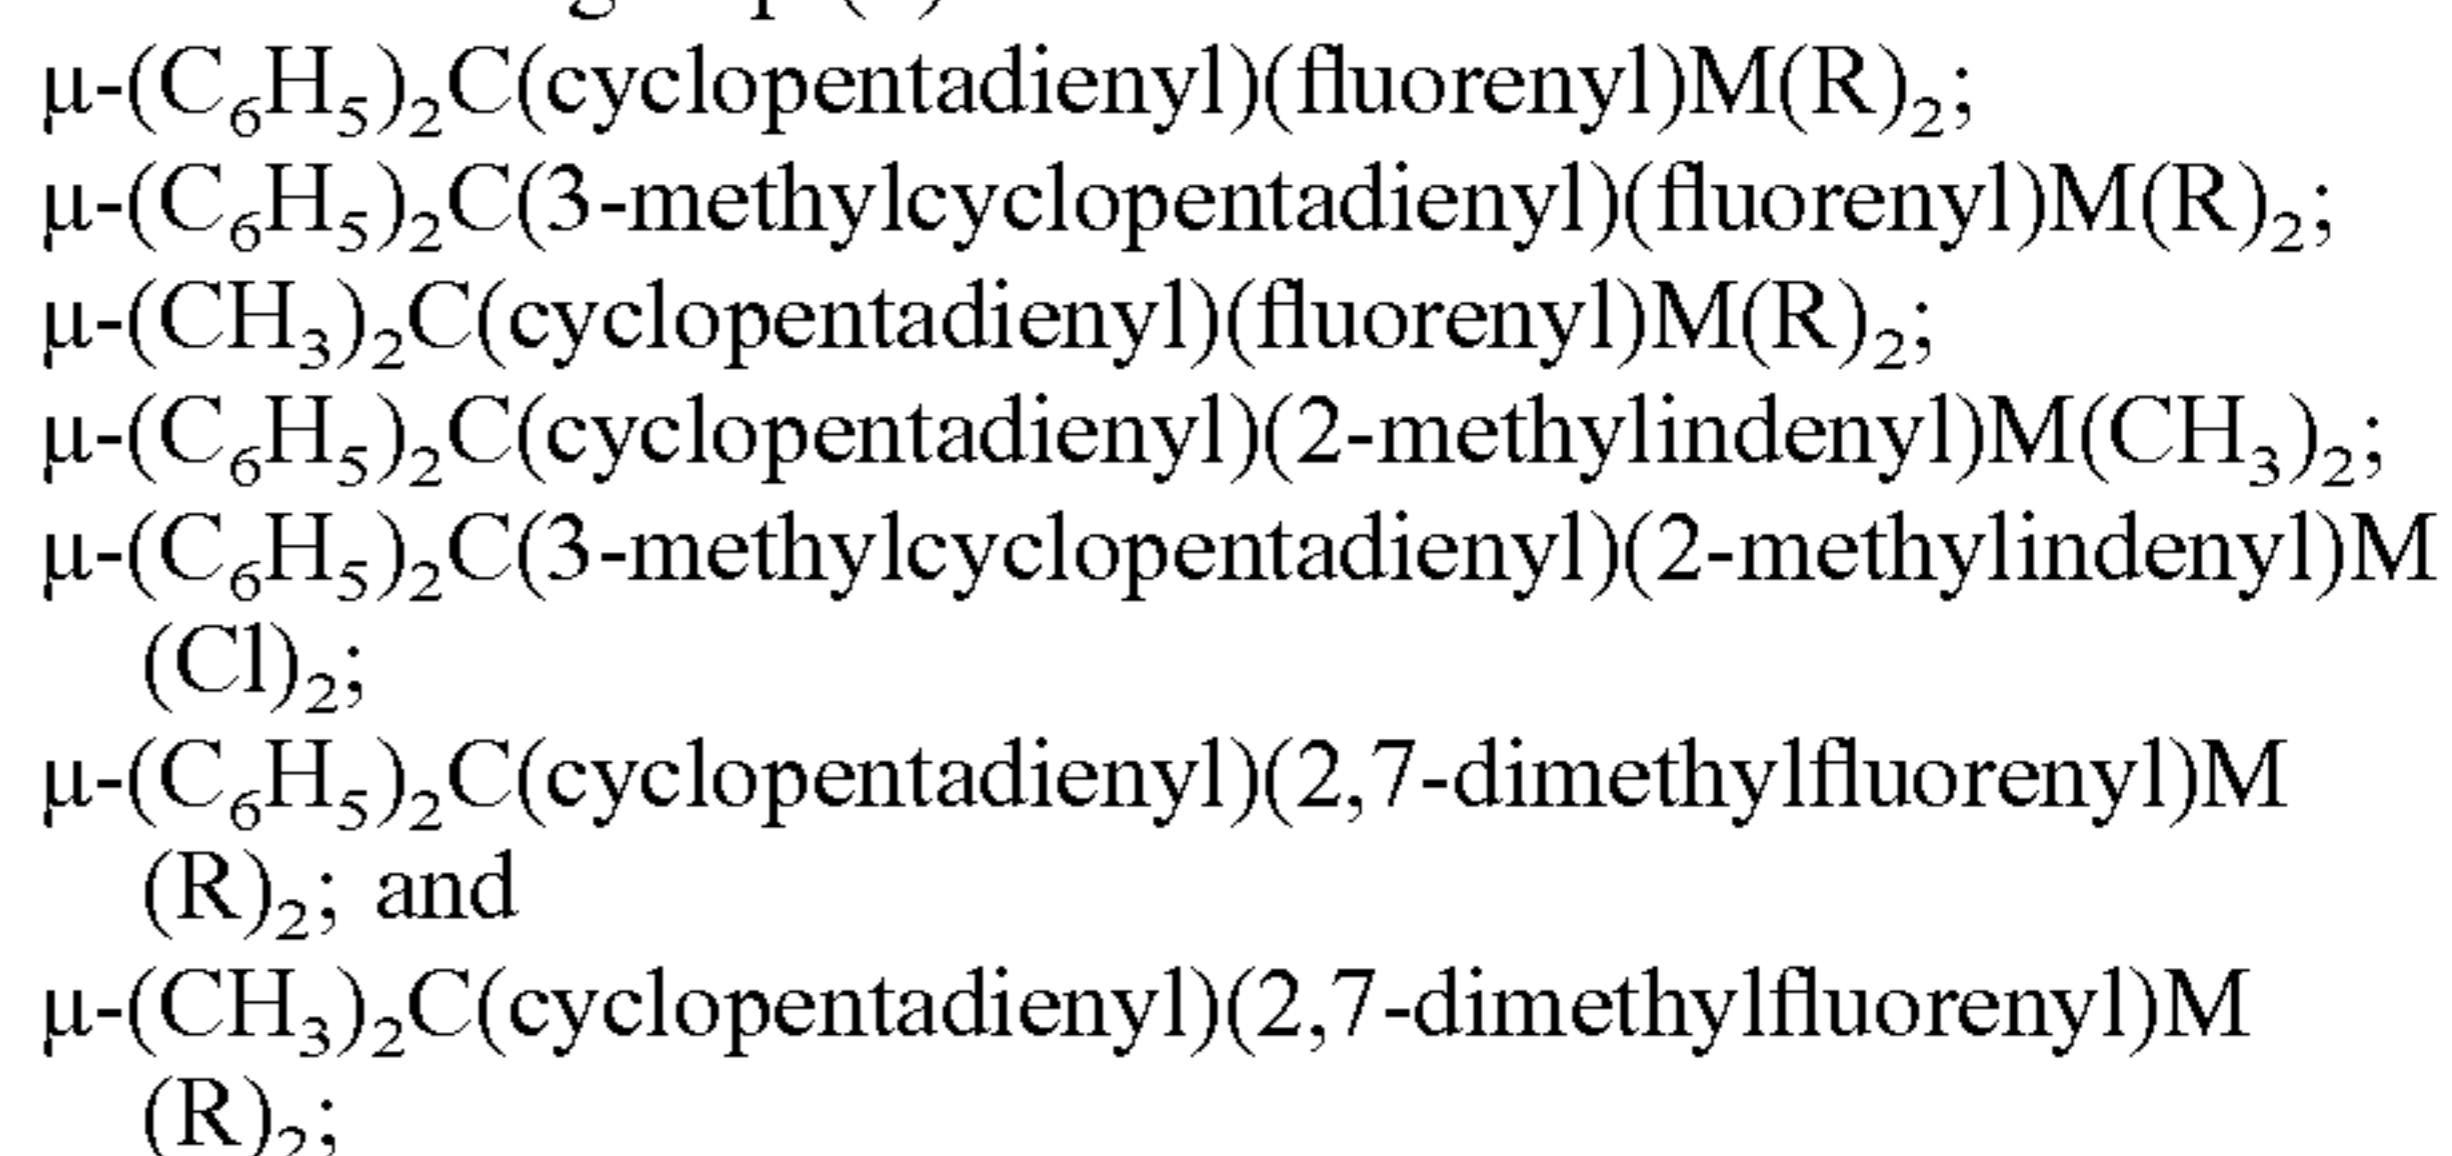 μ-(C₆H₅)₂C(cyclopentadienyl)(fluorenyl)M(R)₂;
μ-(C₆H₅)₂C(3-methylcyclopentadienyl)(fluorenyl)M(R)₂;
μ-(CH₃)₂C(cyclopentadienyl)(fluorenyl)M(R)₂;
μ-(C₆H₅)₂C(cyclopentadienyl)(2-methylindenyl)M(CH₃)₂;
μ-(C₆H₅)₂C(3-methylcyclopentadienyl)(2-methylindenyl)M
(Cl)₂;
μ-(C₆H₅)₂C(cyclopentadienyl)(2,7-dimethylfluorenyl)M
(R)₂; and
μ-(CH₃)₂C(cyclopentadienyl)(2,7-dimethylfluorenyl)M
(R)₂;